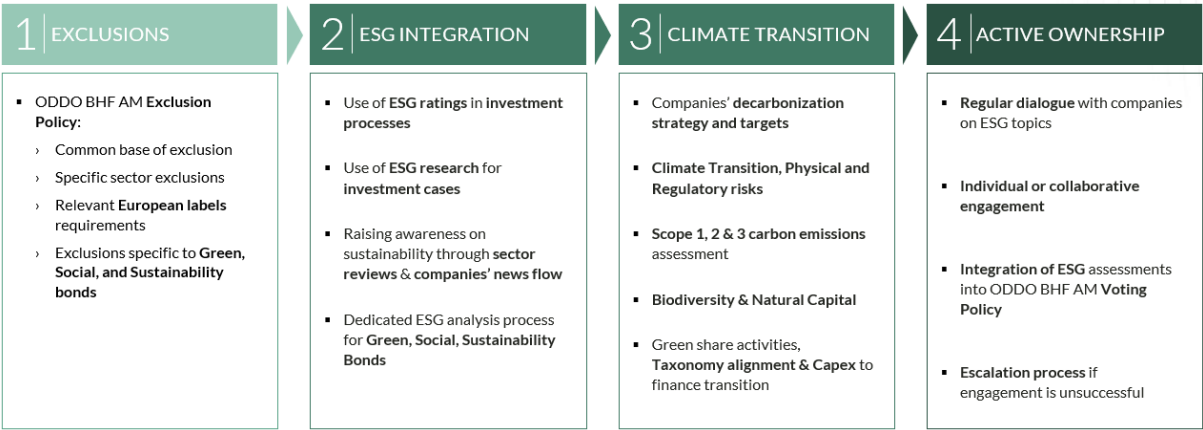 1 EXCLUSIONS
▪ ODDO BHF AM Exclusion
Policy:
› Common base of exclusion
› Specific sector exclusions
› Relevant European labels
requirements
› Exclusions specific to Green,
Social, and Sustainability
bonds
2 ESG INTEGRATION
▪ Use of ESG ratings in investment
processes
▪ Use of ESG research for
investment cases
▪ Raising awareness on
sustainability through sector
reviews & companies’ news flow
▪ Dedicated ESG analysis process
for Green, Social, Sustainability
Bonds
3 CLIMATE TRANSITION
▪ Companies’ decarbonization
strategy and targets
▪ Climate Transition, Physical and
Regulatory risks
▪ Scope 1, 2 & 3 carbon emissions
assessment
▪ Biodiversity & Natural Capital
▪ Green share activities,
Taxonomy alignment & Capex to
finance transition
4 ACTIVE OWNERSHIP
▪ Regular dialogue with companies
on ESG topics
▪ Individual or collaborative
engagement
▪ Integration of ESG assessments
into ODDO BHF AM Voting
Policy
▪ Escalation process if
engagement is unsuccessful